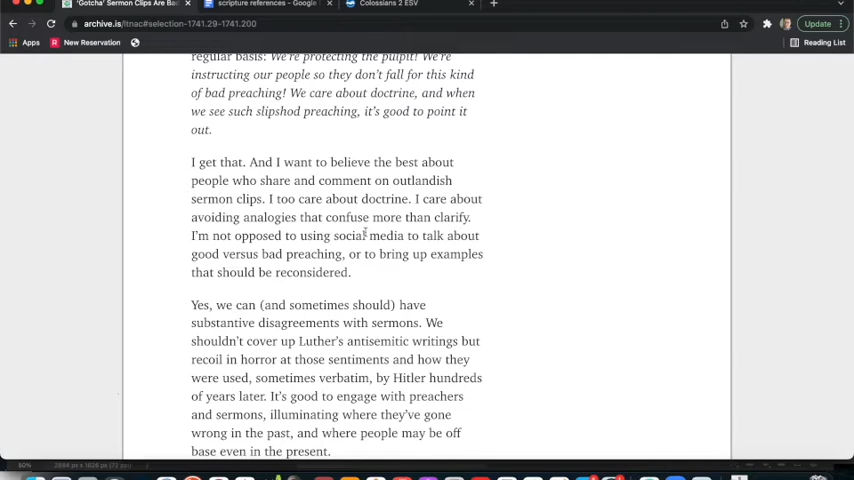 'Gotcha' Sermon Clips Are Bad
scripture references - Google
Colossians 2 ESV
archive.is/ltnac#selection-1741.29-1741.200
Update
Apps
New Reservation
Reading List
regular basis: We're protecting the pulpit! We're
instructing our people so they don't fall for this kind
of bad preaching! We care about doctrine, and when
we see such slipshod preaching, it's good to point it
out.
I get that. And I want to believe the best about
people who share and comment on outlandish
sermon clips. I too care about doctrine. I care about
avoiding analogies that confuse more than clarify.
I'm not opposed to using social media to talk about
good versus bad preaching, or to bring up examples
that should be reconsidered.
Yes, we can (and sometimes should) have
substantive disagreements with sermons. We
shouldn't cover up Luther's antisemitic writings but
recoil in horror at those sentiments and how they
were used, sometimes verbatim, by Hitler hundreds
of years later. It's good to engage with preachers
and sermons, illuminating where they've gone
wrong in the past, and where people may be off
base even in the present.
50%
2884 px x 1626 px (72 ppi)